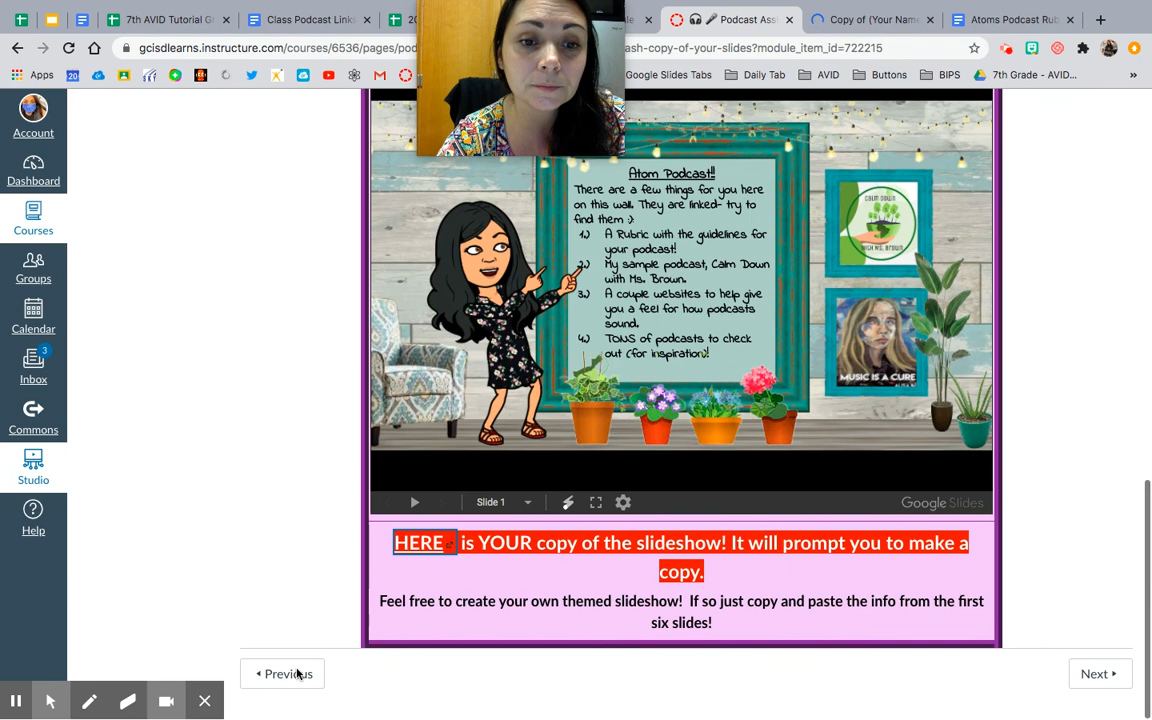 7th AVID Tutorial Gr
Class Podcast Links
20
le
Podcast Ass
Copy of (Your Name
Atoms Podcast Rub
gcisdlearns.instructure.com/courses/6536/pages/pod
ash-copy-of-your-slides?module_item_id=722215
Apps
20
Google Slides Tabs
Daily Tab
AVID
Buttons
BIPS
7th Grade - AVID...
»
Account
Dashboard
Courses
Groups
Calendar
3
Inbox
Commons
Studio
Help
Atom Podcast!!
There are a few things for you here
on this wall. They are linked- try to
find them :)
1.) A Rubric with the guidelines for
your podcast!
2.) My sample podcast, Calm Down
with Ms. Brown.
3.) A couple websites to help give
you a feel for how podcasts
sound.
4.) TONS of podcasts to check
out (for inspiration)!
CALM DOWN
WITH MS. BROWN
MUSIC IS A CURE
Slide 1
Google Slides
HERE is YOUR copy of the slideshow! It will prompt you to make a
copy.
Feel free to create your own themed slideshow! If so just copy and paste the info from the first
six slides!
Previous
Next